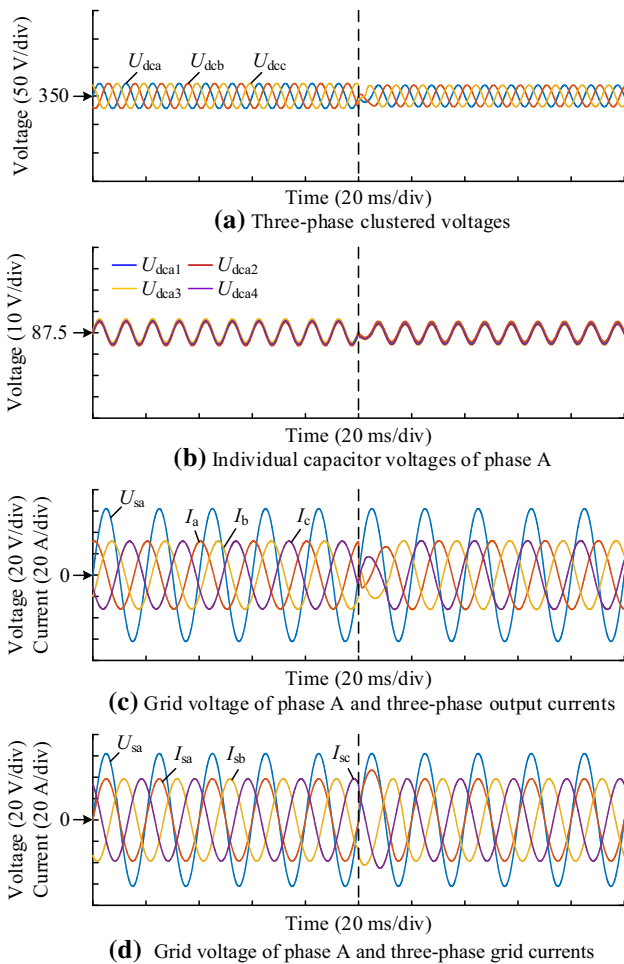 Voltage (50 V/div)
U_dca U_dcb U_dcc
350
Time (20 ms/div)
(a) Three-phase clustered voltages
Voltage (10 V/div)
U_dca1 U_dca2
U_dca3 U_dca4
87.5
Time (20 ms/div)
(b) Individual capacitor voltages of phase A
Voltage (20 V/div)
Current (20 A/div)
U_sa
I_a I_b I_c
0
Time (20 ms/div)
(c) Grid voltage of phase A and three-phase output currents
Voltage (20 V/div)
Current (20 A/div)
U_sa I_sa I_sb I_sc
0
Time (20 ms/div)
(d) Grid voltage of phase A and three-phase grid currents